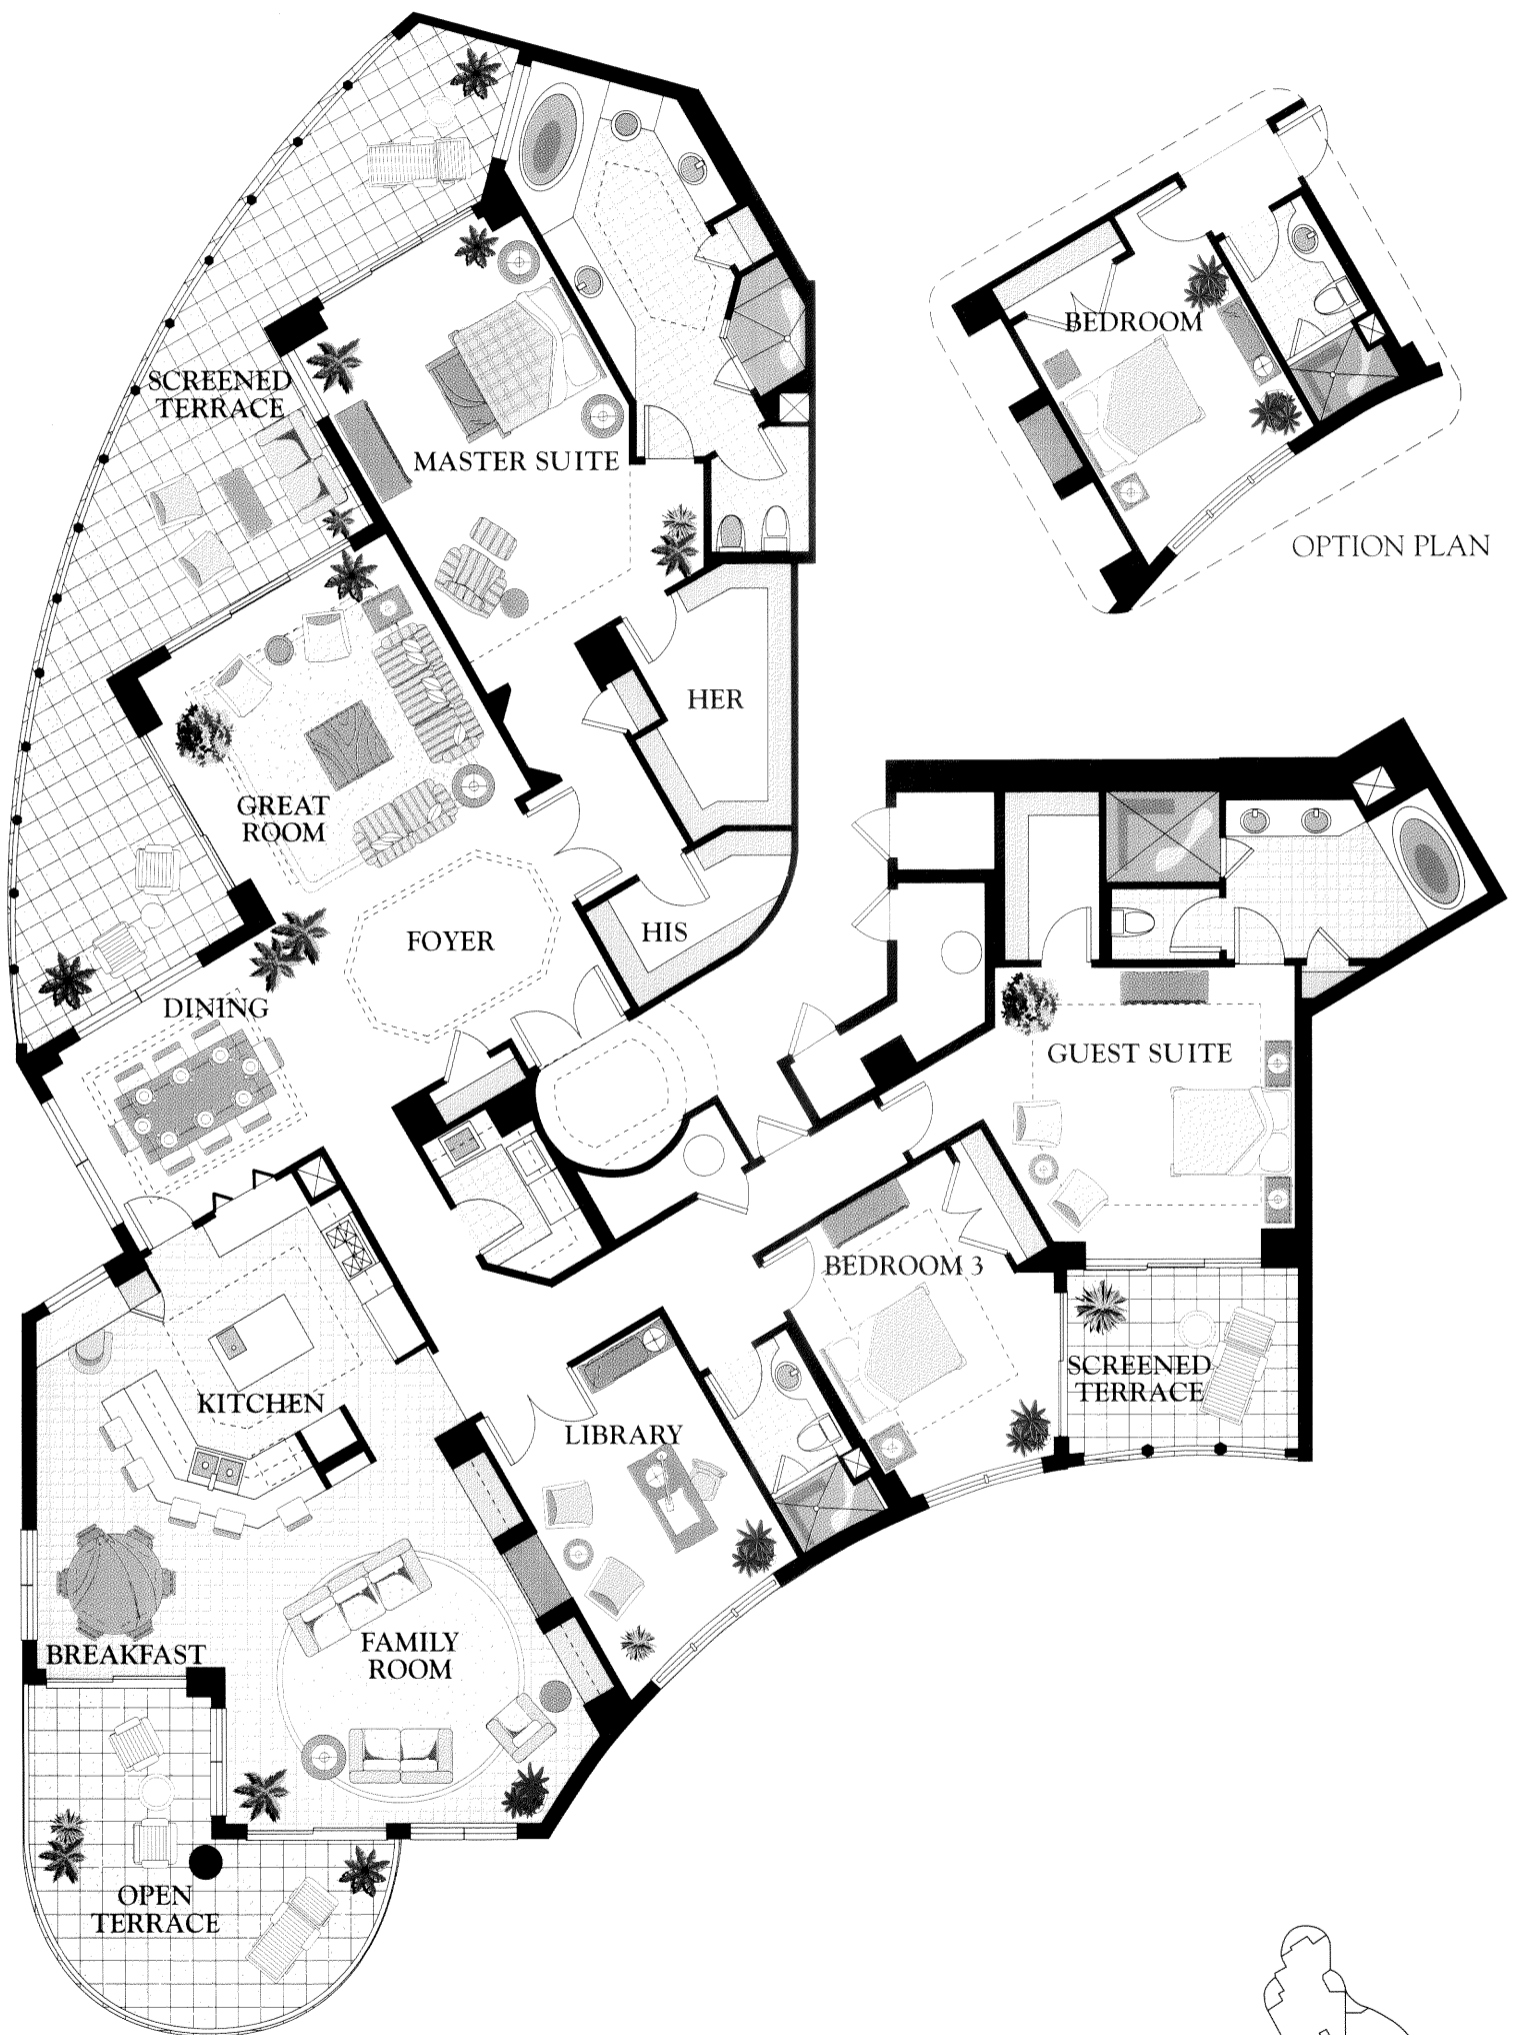 BEDROOM
OPTION PLAN
SCREENED
TERRACE
MASTER SUITE
HER
GREAT
ROOM
FOYER
HIS
DINING
GUEST SUITE
BEDROOM 3
SCREENED
TERRACE
KITCHEN
LIBRARY
BREAKFAST
FAMILY
ROOM
OPEN
TERRACE